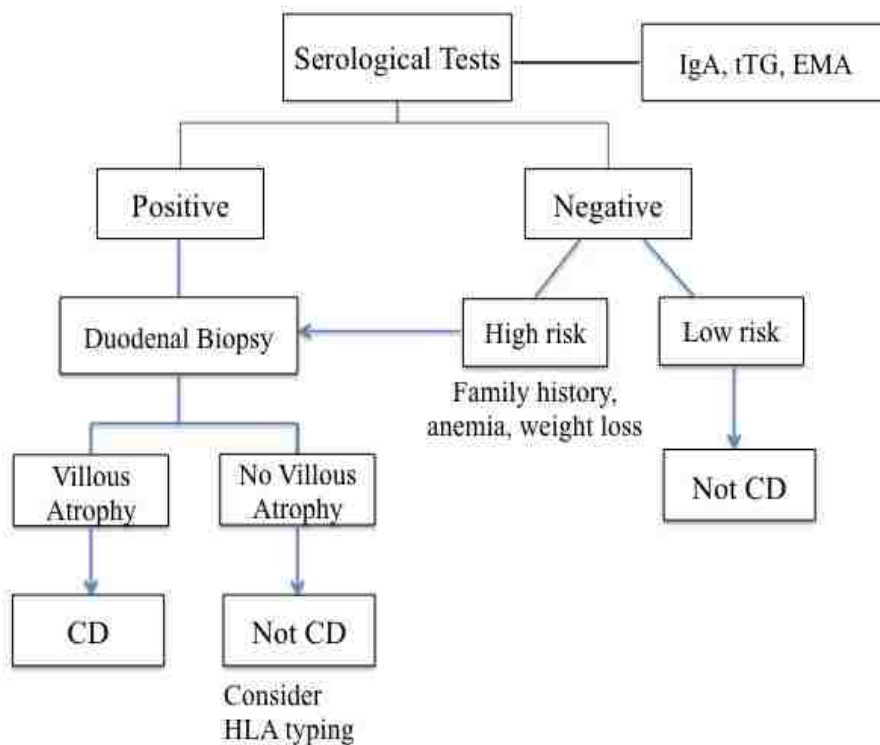 Serological Tests
IgA, tTG, EMA
Positive
Negative
Duodenal Biopsy
High risk
Low risk
Family history,
anemia, weight loss
Villous
Atrophy
No Villous
Atrophy
Not CD
CD
Not CD
Consider
HLA typing